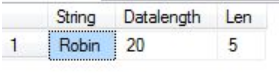 String Datalength Len
1 Robin 20 5